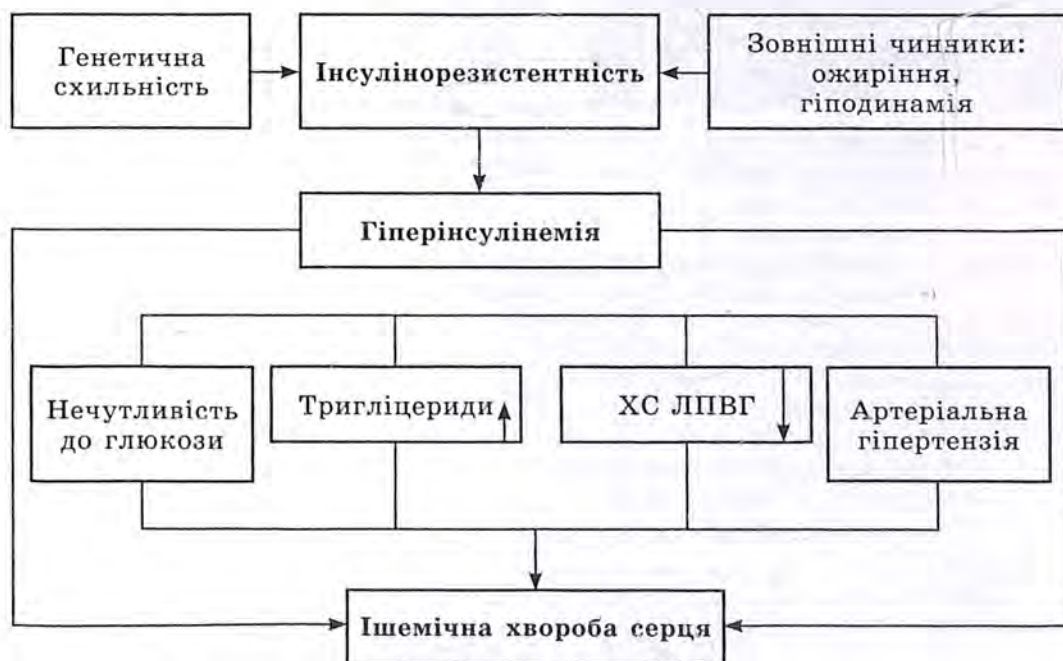 Генетична
схильність
Інсулінорезистентність
Зовнішні чинники:
ожиріння,
гіподинамія
Гіперінсулінемія
Нечутливість
до глюкози
Тригліцериди
ХС ЛПВГ
Артеріальна
гіпертензія
Ішемічна хвороба серця